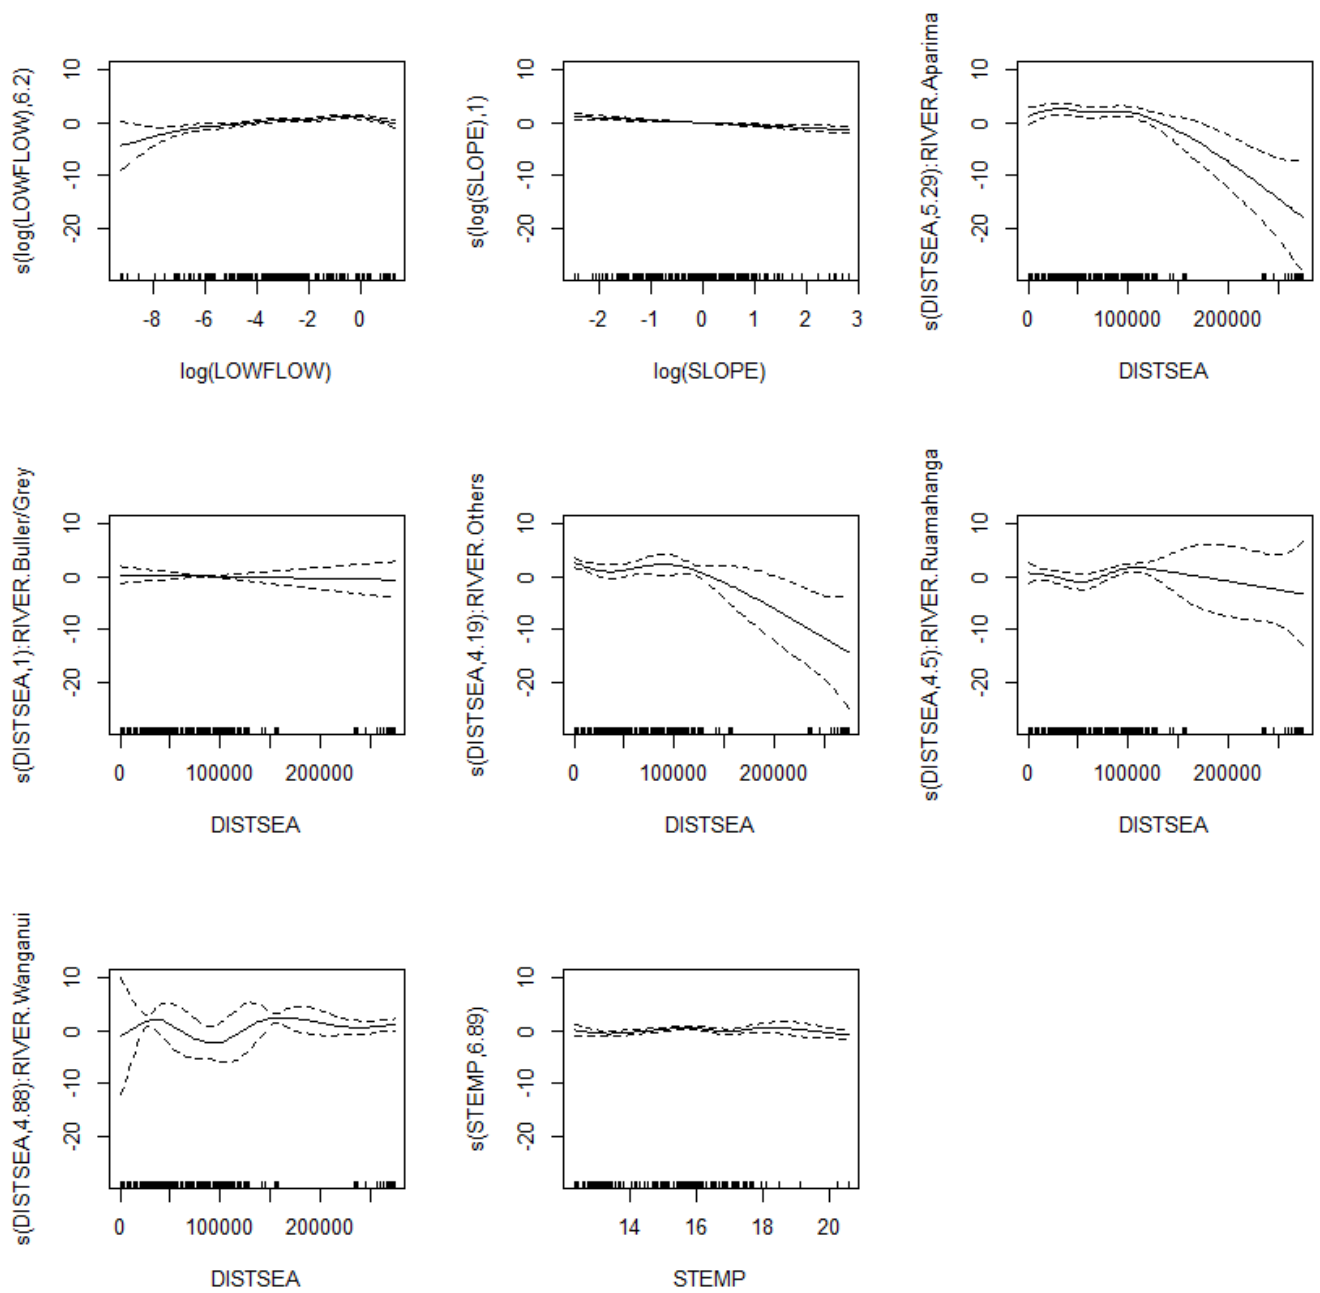 s(log(LOWFLOW),6.2)
10
0
-10
-20
-8 -6 -4 -2 0
log(LOWFLOW)
s(log(SLOPE),1)
10
0
-10
-20
-2 -1 0 1 2 3
log(SLOPE)
s(DISTSEA,5.29):RIVER.Aparima
10
0
-10
-20
0 100000 200000
DISTSEA
s(DISTSEA,1):RIVER.Buller/Grey
10
0
-10
-20
0 100000 200000
DISTSEA
s(DISTSEA,4.19):RIVER.Others
10
0
-10
-20
0 100000 200000
DISTSEA
s(DISTSEA,4.5):RIVER.Ruamahanga
10
0
-10
-20
0 100000 200000
DISTSEA
s(DISTSEA,4.88):RIVER.Wanganui
10
0
-10
-20
0 100000 200000
DISTSEA
s(STEMP,6.89)
10
0
-10
-20
14 16 18 20
STEMP